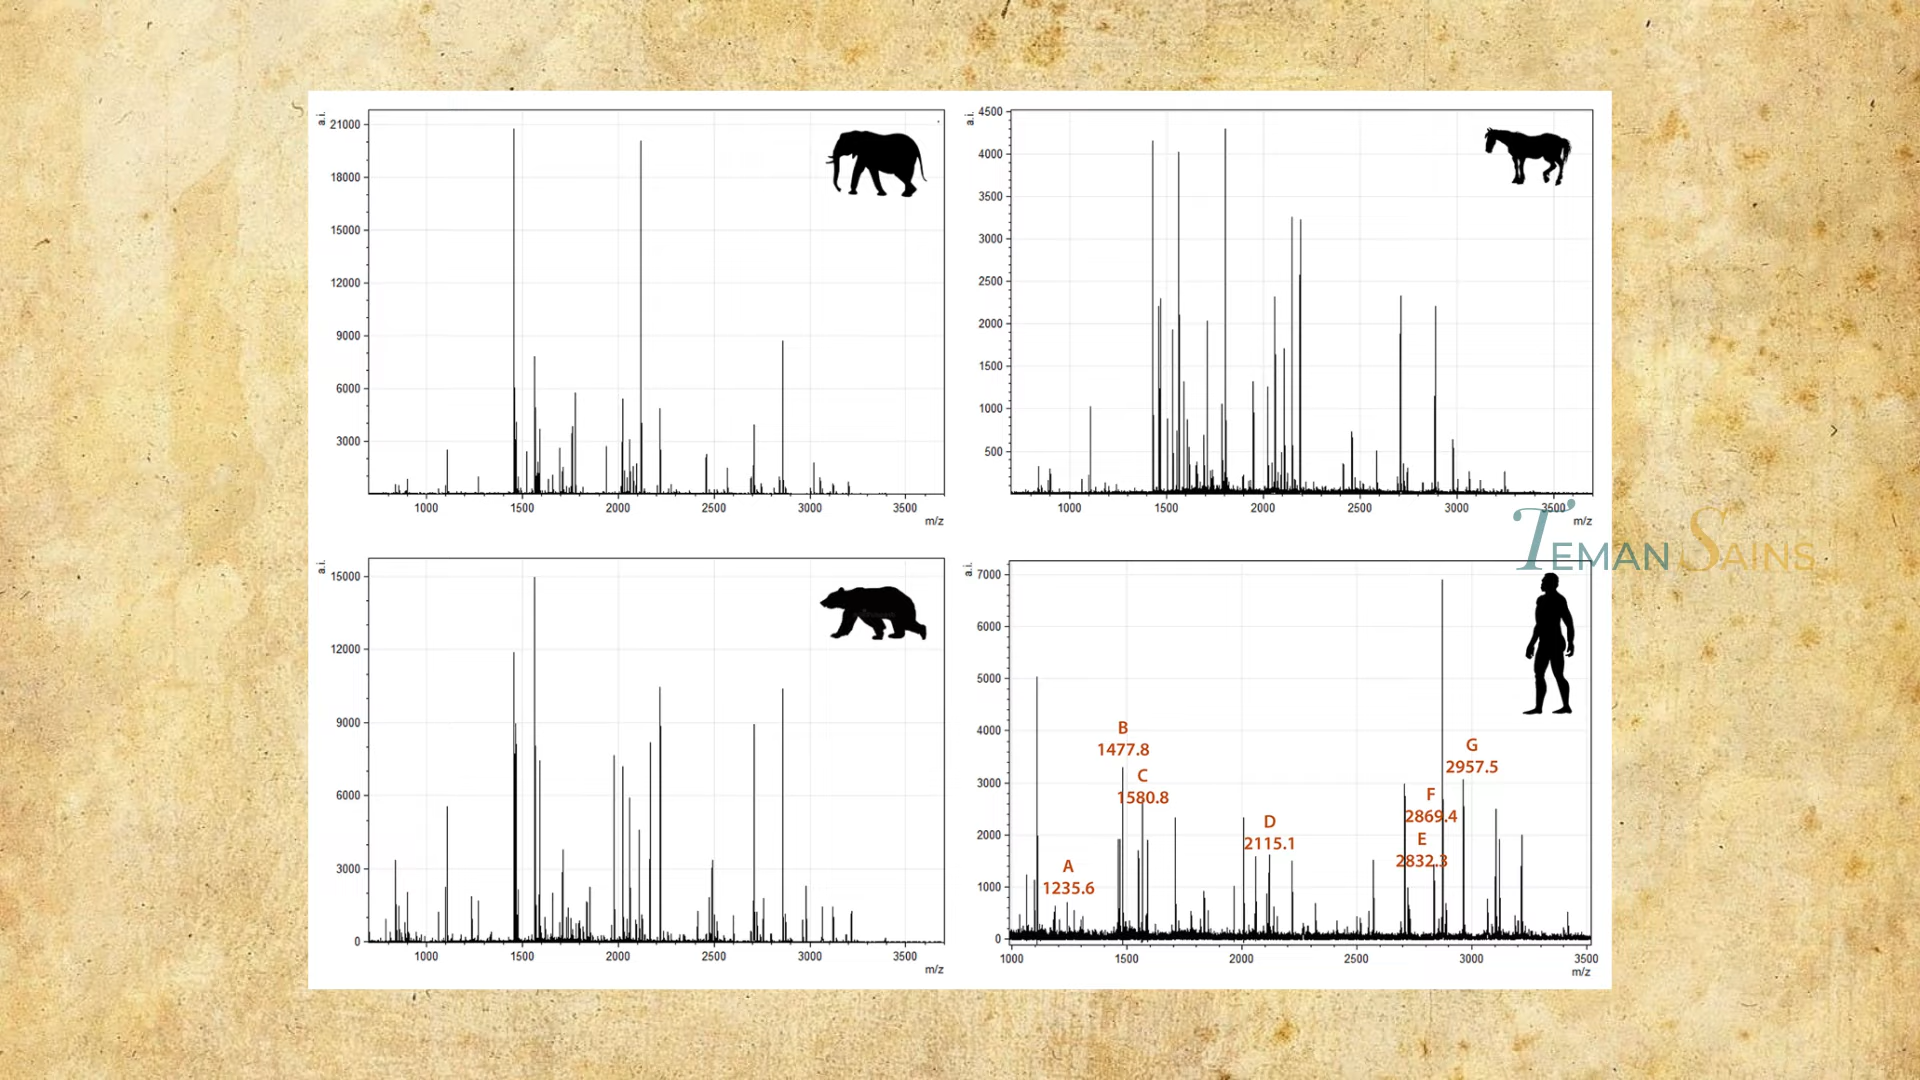 a.i.
21000
18000
15000
12000
9000
6000
3000
1000 1500 2000 2500 3000 3500
m/z
a.i.
4500
4000
3500
3000
2500
2000
1500
1000
500
1000 1500 2000 2500 3000 3500
m/z
TEMAN SAINS
a.i.
15000
12000
9000
6000
3000
0
1000 1500 2000 2500 3000 3500
m/z
a.i.
7000
6000
5000
4000
3000
2000
1000
0
B
1477.8
C
1580.8
A
1235.6
D
2115.1
G
2957.5
F
2869.4
E
2832.3
1000 1500 2000 2500 3000 3500
m/z